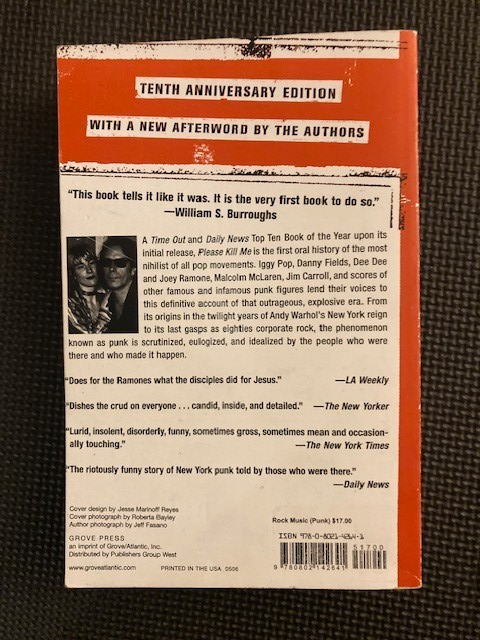 TENTH ANNIVERSARY EDITION
WITH A NEW AFTERWORD BY THE AUTHORS
"This book tells it like it was. It is the very first book to do so."
—William S. Burroughs
A Time Out and Daily News Top Ten Book of the Year upon its
initial release, Please Kill Me is the first oral history of the most
nihilist of all pop movements. Iggy Pop, Danny Fields, Dee Dee
and Joey Ramone, Malcolm McLaren, Jim Carroll, and scores of
other famous and infamous punk figures lend their voices to
this definitive account of that outrageous, explosive era. From
its origins in the twilight years of Andy Warhol's New York reign
to its last gasps as eighties corporate rock, the phenomenon
known as punk is scrutinized, eulogized, and idealized by the people who were
there and who made it happen.
"Does for the Ramones what the disciples did for Jesus." —LA Weekly
"Dishes the crud on everyone . . . candid, inside, and detailed." —The New Yorker
"Lurid, insolent, disorderly, funny, sometimes gross, sometimes mean and occasion-
ally touching." —The New York Times
"The riotously funny story of New York punk told by those who were there."
—Daily News
Cover design by Jesse Marinoff Reyes
Cover photograph by Roberta Bayley
Author photograph by Jeff Fasano
GROVE PRESS
an imprint of Grove/Atlantic, Inc.
Distributed by Publishers Group West
www.groveatlantic.com PRINTED IN THE USA 0506
Rock Music (Punk) $17.00
ISBN 978-0-8021-4264-1
51700
9 780802 142641